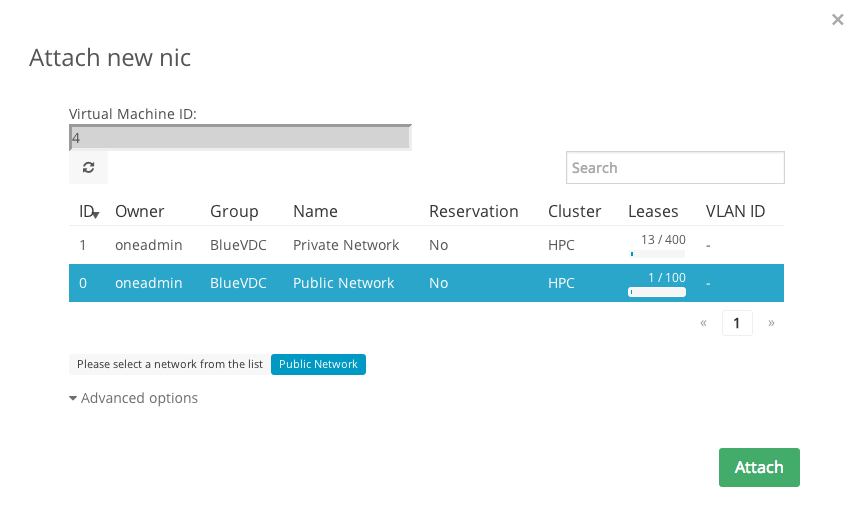 ×
Attach new nic
Virtual Machine ID:
4
Search
ID Owner Group Name Reservation Cluster Leases VLAN ID
1 oneadmin BlueVDC Private Network No HPC 13 / 400 -
0 oneadmin BlueVDC Public Network No HPC 1 / 100 -
« 1 »
Please select a network from the list Public Network
Advanced options
Attach